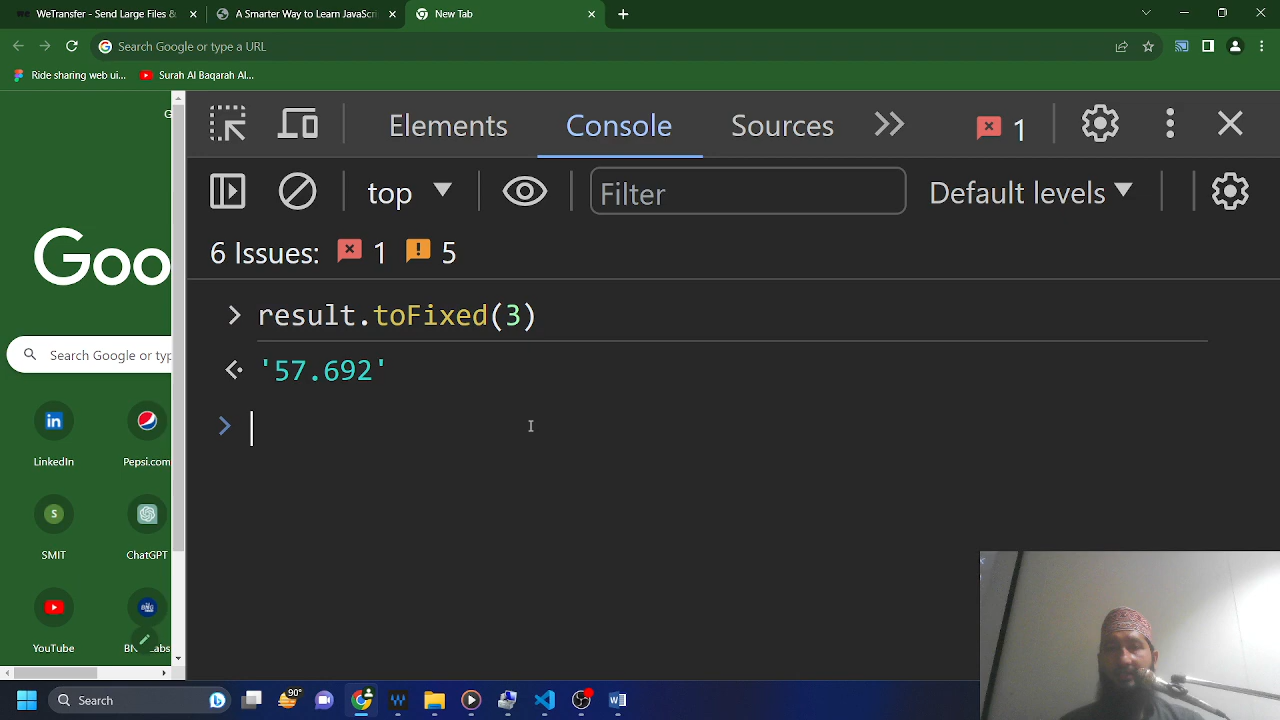 WeTransfer - Send Large Files &
A Smarter Way to Learn JavaScri
New Tab
Search Google or type a URL
Ride sharing web ui...
Surah Al Baqarah Al...
Elements
Console
Sources
1
top
Filter
Default levels
6 Issues:
1
5
G
Goo
Search Google or typ
LinkedIn
Pepsi.com
S
SMIT
ChatGPT
YouTube
result.toFixed(3)
'57.692'
Search
90°